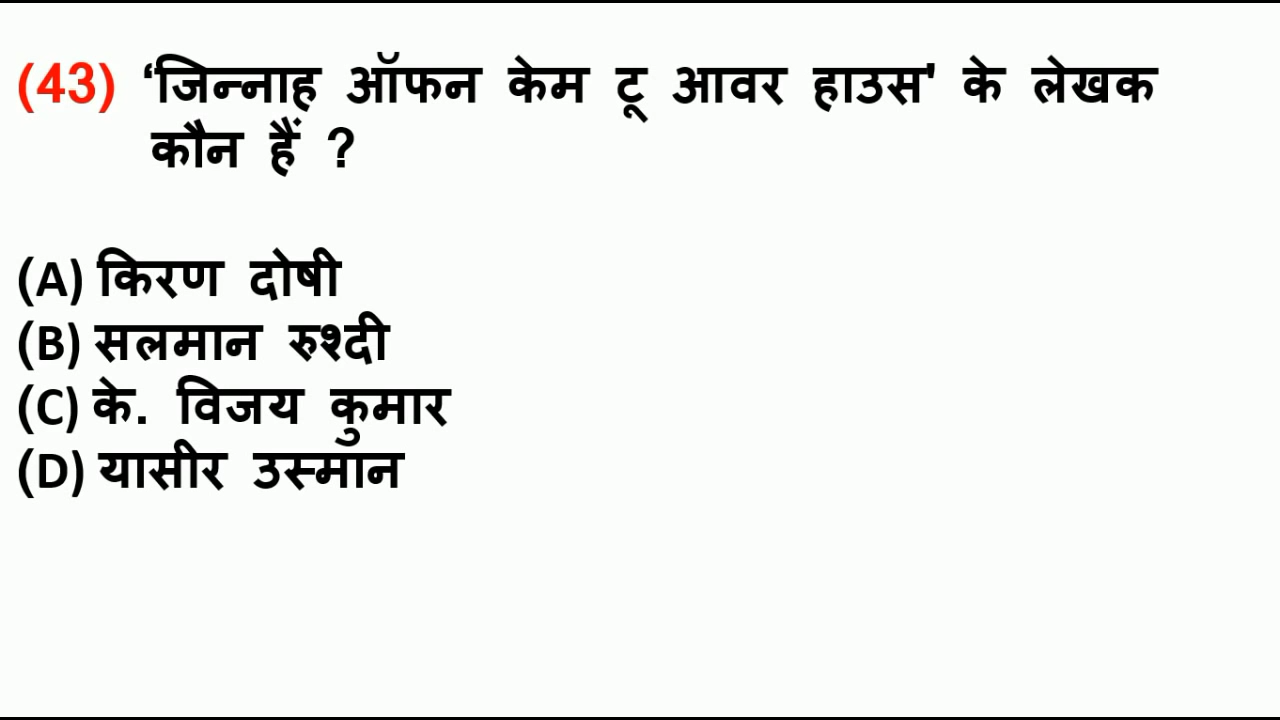 (43) ‘जिन्नाह ऑफन केम टू आवर हाउस' के लेखक
कौन हैं ?
(A) किरण दोषी
(B) सलमान रुश्दी
(C) के. विजय कुमार
(D) यासीर उस्मान